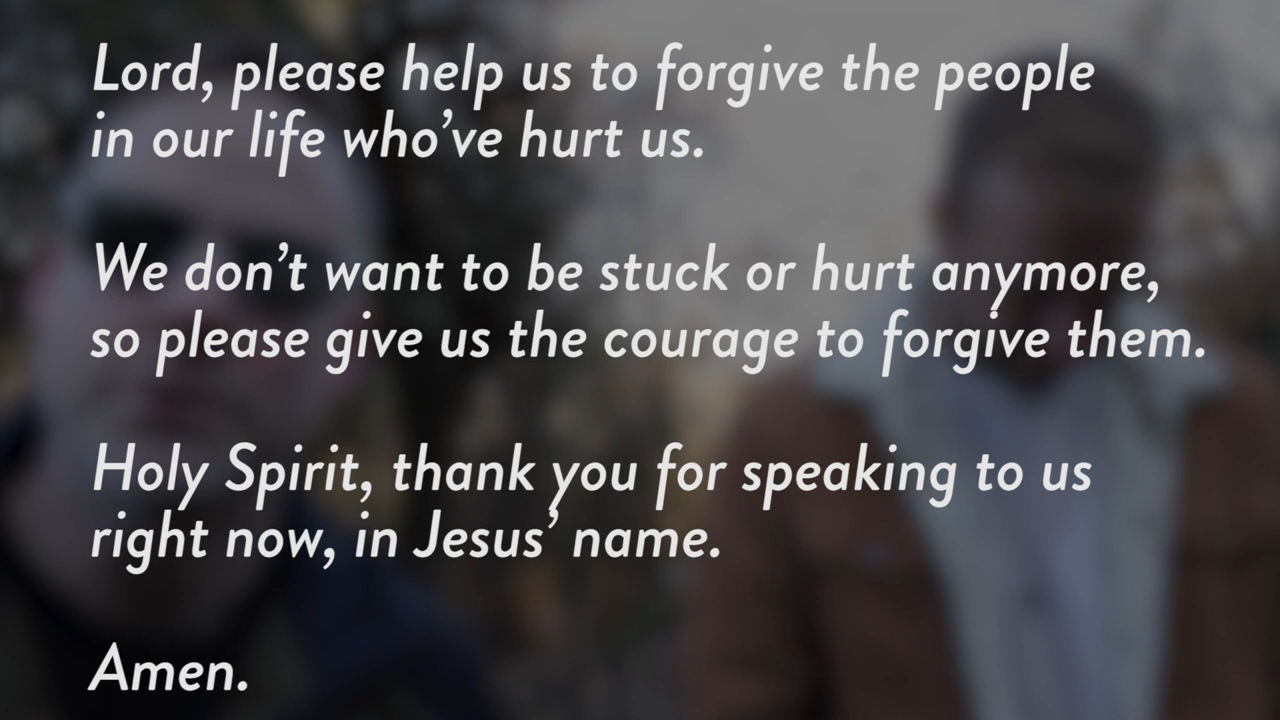 Lord, please help us to forgive the people
in our life who’ve hurt us.
We don’t want to be stuck or hurt anymore,
so please give us the courage to forgive them.
Holy Spirit, thank you for speaking to us
right now, in Jesus’ name.
Amen.